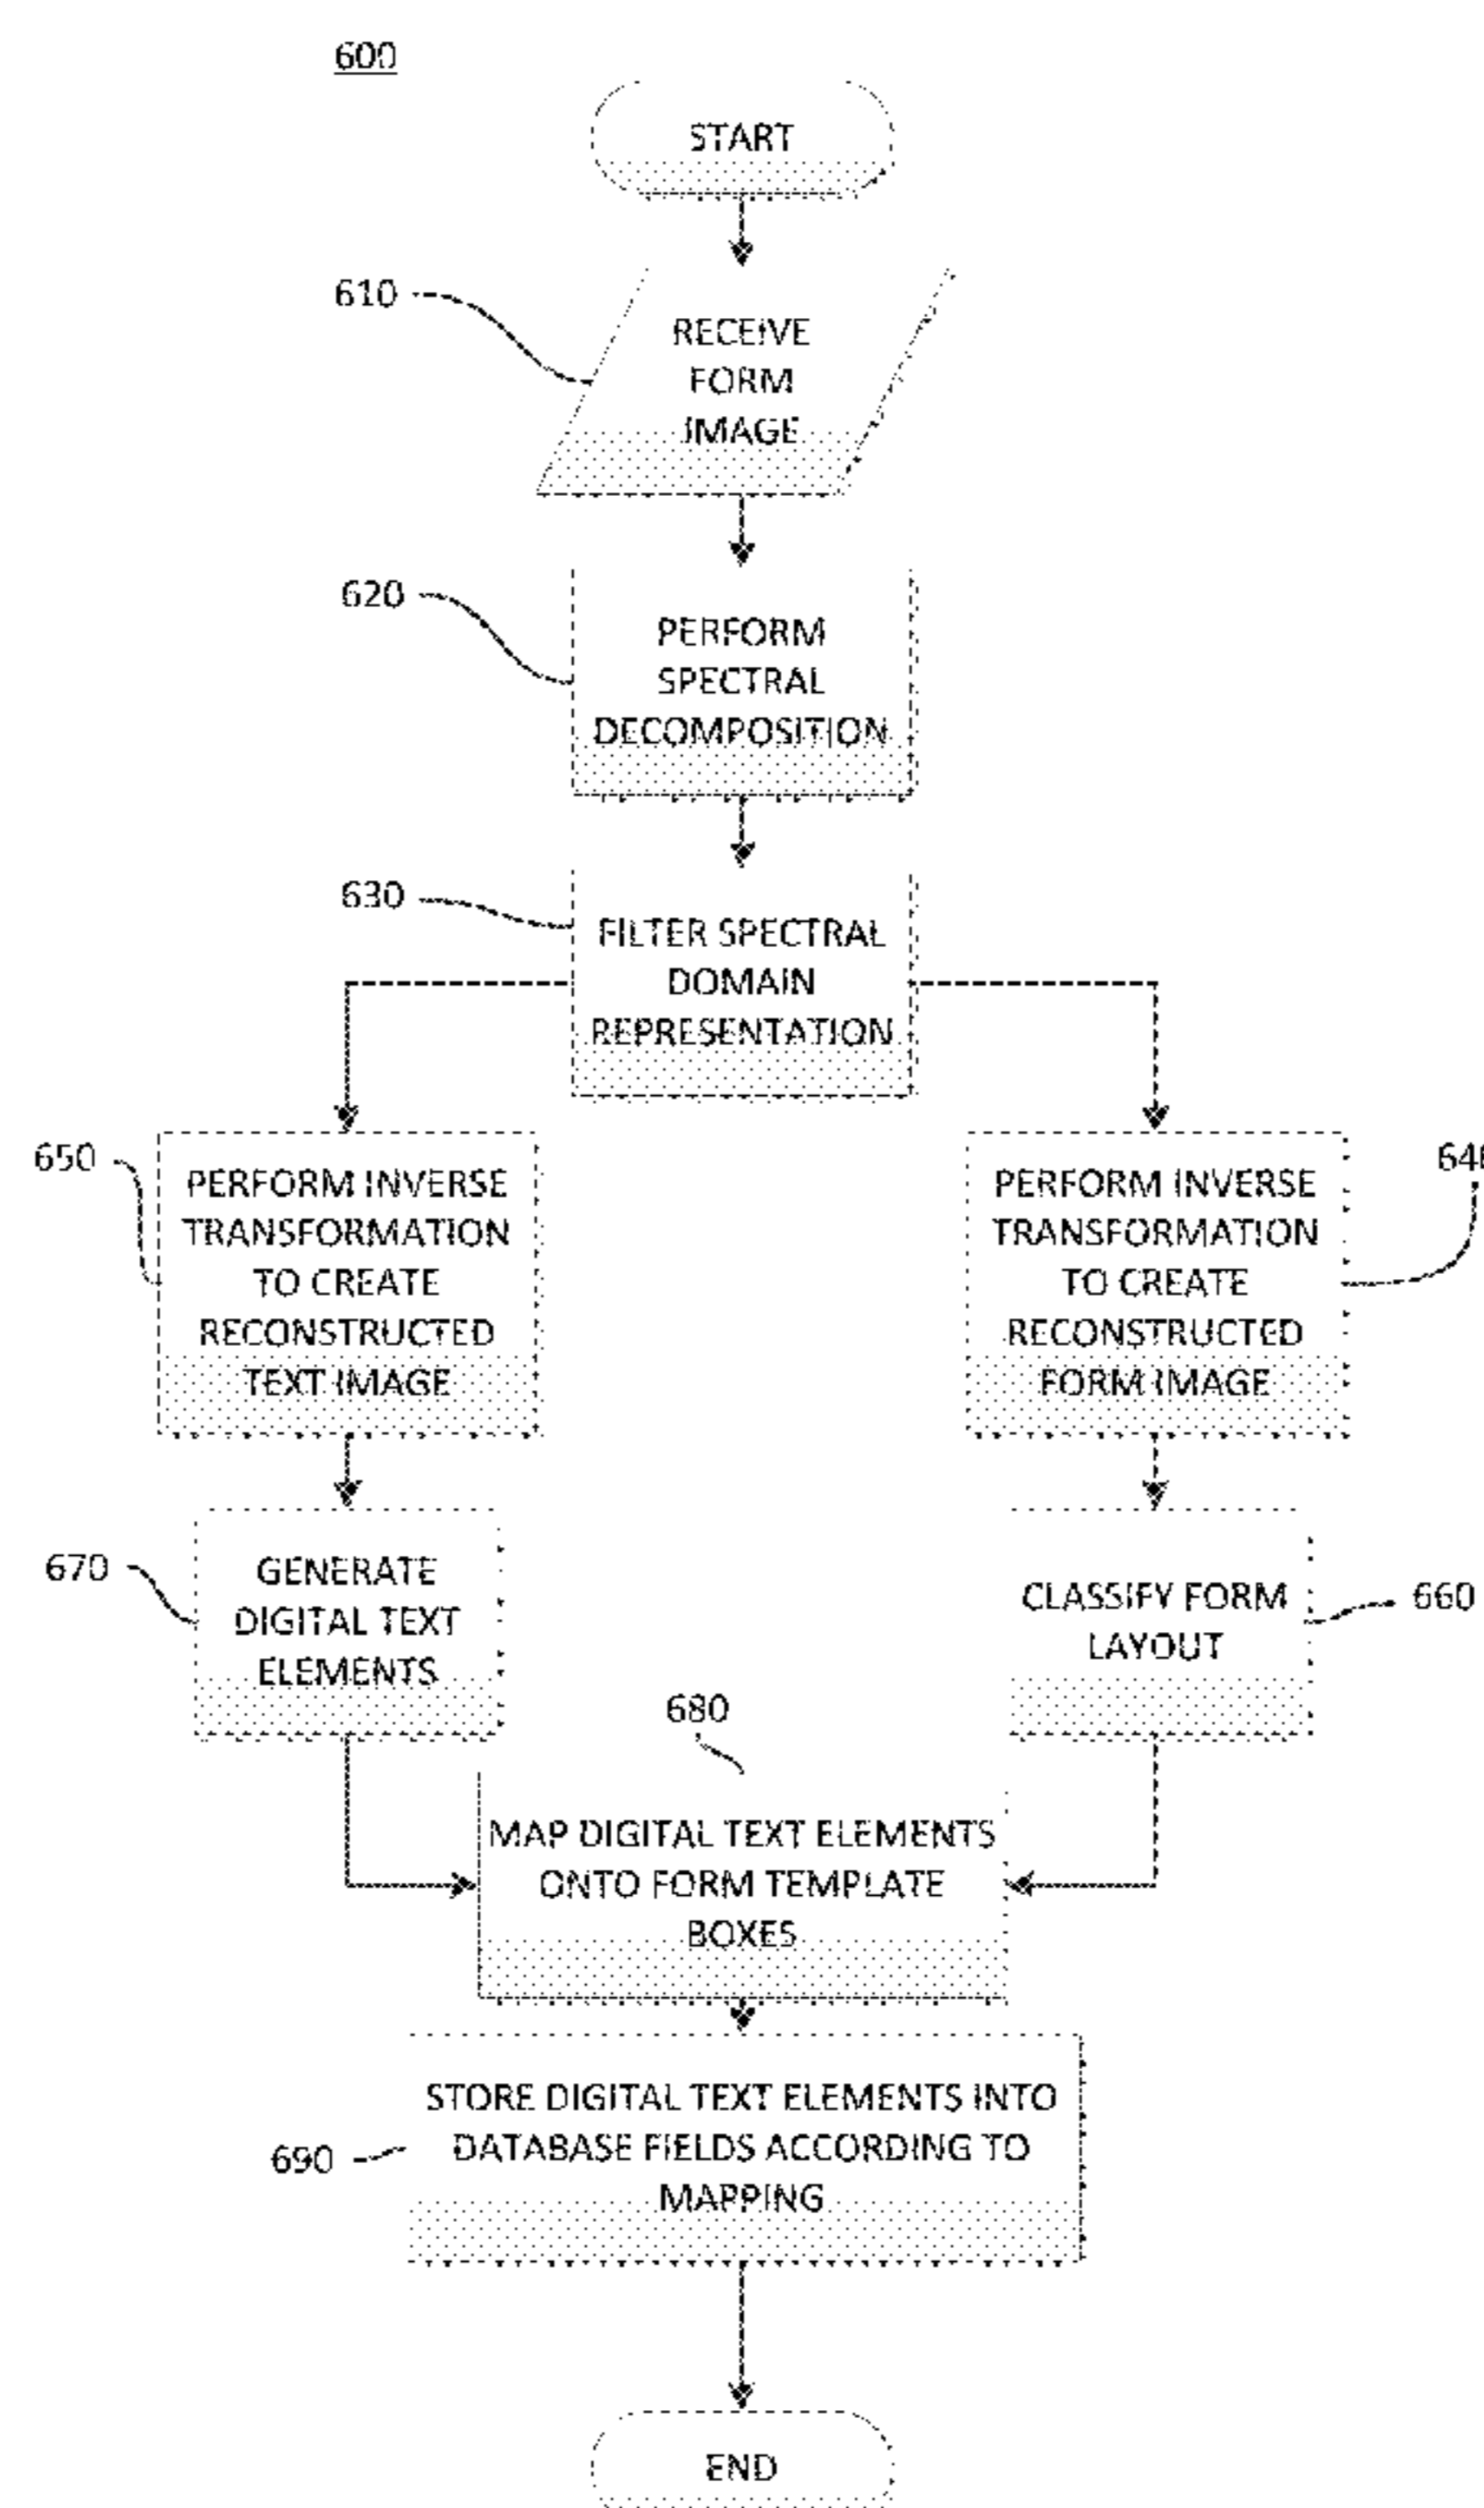 600
START
610
RECEIVE
FORM
IMAGE
620
PERFORM
SPECTRAL
DECOMPOSITION
630
FILTER SPECTRAL
DOMAIN
REPRESENTATION
650
PERFORM INVERSE
TRANSFORMATION
TO CREATE
RECONSTRUCTED
TEXT IMAGE
PERFORM INVERSE
TRANSFORMATION
TO CREATE
RECONSTRUCTED
FORM IMAGE
670
GENERATE
DIGITAL TEXT
ELEMENTS
CLASSIFY FORM
LAYOUT
660
680
MAP DIGITAL TEXT ELEMENTS
ONTO FORM TEMPLATE
BOXES
690
STORE DIGITAL TEXT ELEMENTS INTO
DATABASE FIELDS ACCORDING TO
MAPPING
END